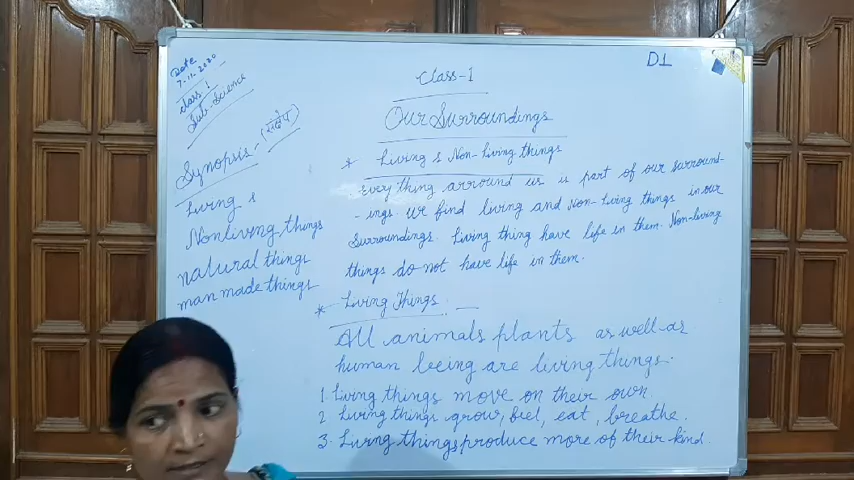 Date
7-11-2020
class 1
Sub-Science
Synopsis-(संक्षेप)
Living &
Nonliving things
natural things
man made things
D1
Class-1
Our Surroundings
* Living & Non-Living things
Every thing arround us is part of our surround-
-ings. we find living and Non-Living things in our
Surroundings. Living thing have life in them. Non-living
things do not have life in them.
* Living Things
All animals plants as well-as
human being are living things.
1. Living things move on their own.
2 Living things grow, feel, eat, breathe.
3. Living things produce more of their kind.